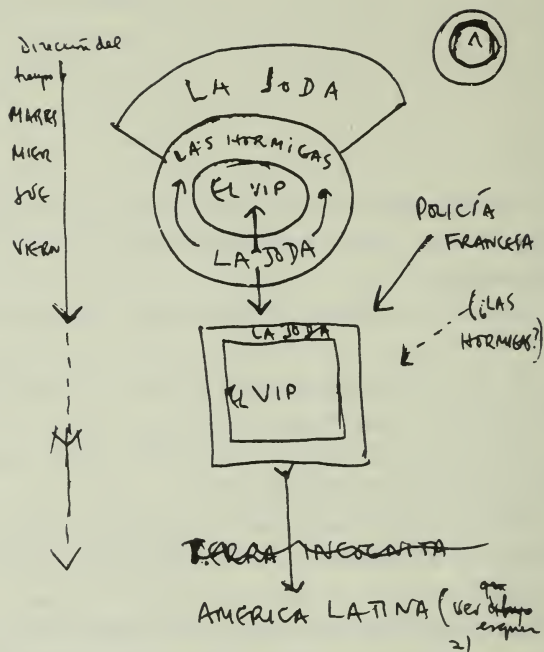 Dirección del
tiempo
MARTES
MIER
JUE
VIERN
1
LA JODA
LAS HORMIGAS
EL VIP
LA JODA
POLICÍA
FRANCESA
(¿LAS
HORMIGAS?)
LA JODA
EL VIP
TERRA INCOGNITA
AMERICA LATINA (ver
esquema
2)